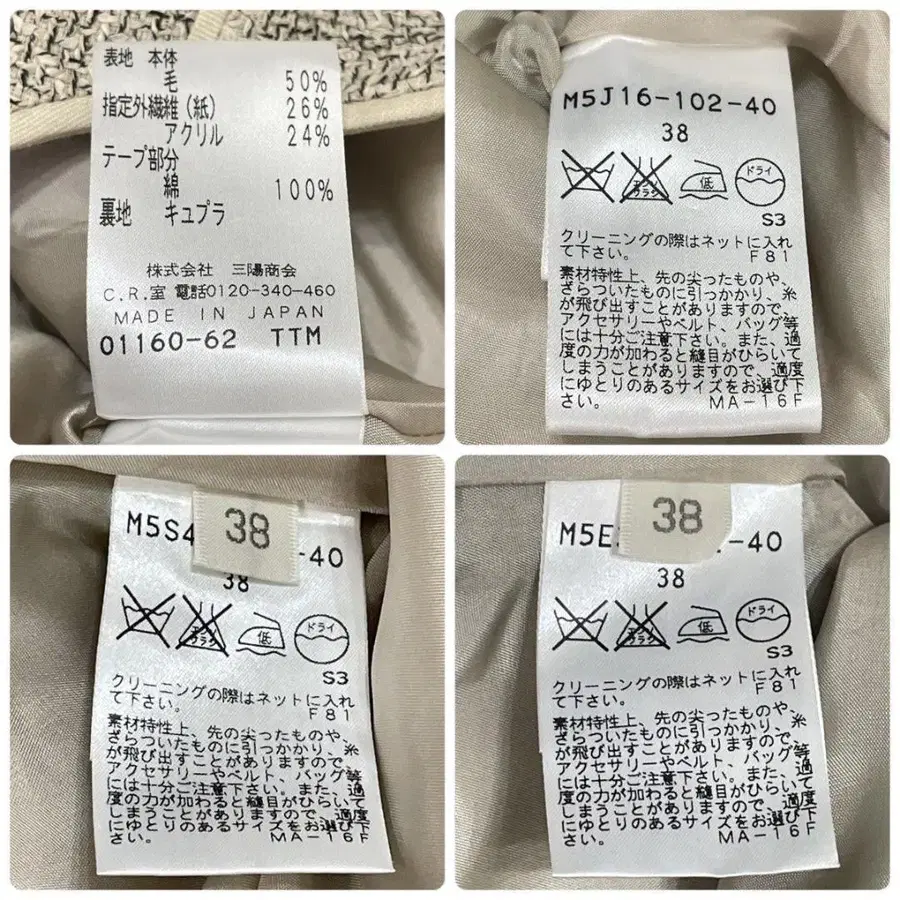 表地 本体
毛 50%
指定外繊維(紙) 26%
アクリル 24%
テープ部分
綿 100%
裏地 キュプラ
株式会社 三陽商会
C.R.室 電話0120-340-460
MADE IN JAPAN
01160-62 TTM
M5J16-102-40
38
エンソサラシ 低 ドライ
S3
クリーニングの際はネットに入れ
て下さい。 F81
素材特性上、先の尖ったものや、
ざらついたものに引っかかり、糸
が飛び出すことがありますので、
アクセサリーやベルト、バッグ等
には十分ご注意下さい。また、過
度の力が加わると縫目がひらいて
しまうことがありますので、適度
にゆとりのあるサイズをお選び下
さい。 MA-16F
38
M5S4 -40
38
エンソサラシ 低 ドライ
S3
クリーニングの際はネットに入れ
て下さい。 F81
素材特性上、先の尖ったものや、
ざらついたものに引っかかり、糸
が飛び出すことがありますので、
アクセサリーやベルト、バッグ等
には十分ご注意下さい。また、過
度の力が加わると縫目がひらいて
しまうことがありますので、適度
にゆとりのあるサイズをお選び下
さい。 MA-16F
38
M5E -40
38
エンソサラシ 低 ドライ
S3
クリーニングの際はネットに入れ
て下さい。 F81
素材特性上、先の尖ったものや、
ざらついたものに引っかかり、糸
が飛び出すことがありますので、
アクセサリーやベルト、バッグ等
には十分ご注意下さい。また、過
度の力が加わると縫目がひらいて
しまうことがありますので、適度
にゆとりのあるサイズをお選び下
さい。 MA-16F